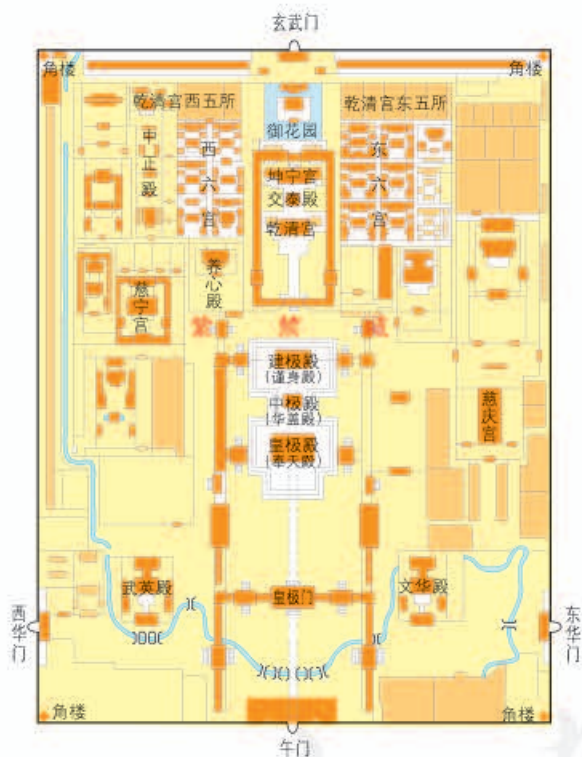 玄武门
角楼
角楼
乾清宫西五所
乾清宫东五所
御花园
中正殿
西六宫
东六宫
坤宁宫
交泰殿
乾清宫
养心殿
慈宁宫
紫禁城
建极殿
(谨身殿)
中极殿
(华盖殿)
皇极殿
(奉天殿)
慈庆宫
武英殿
文华殿
皇极门
西华门
东华门
角楼
角楼
午门